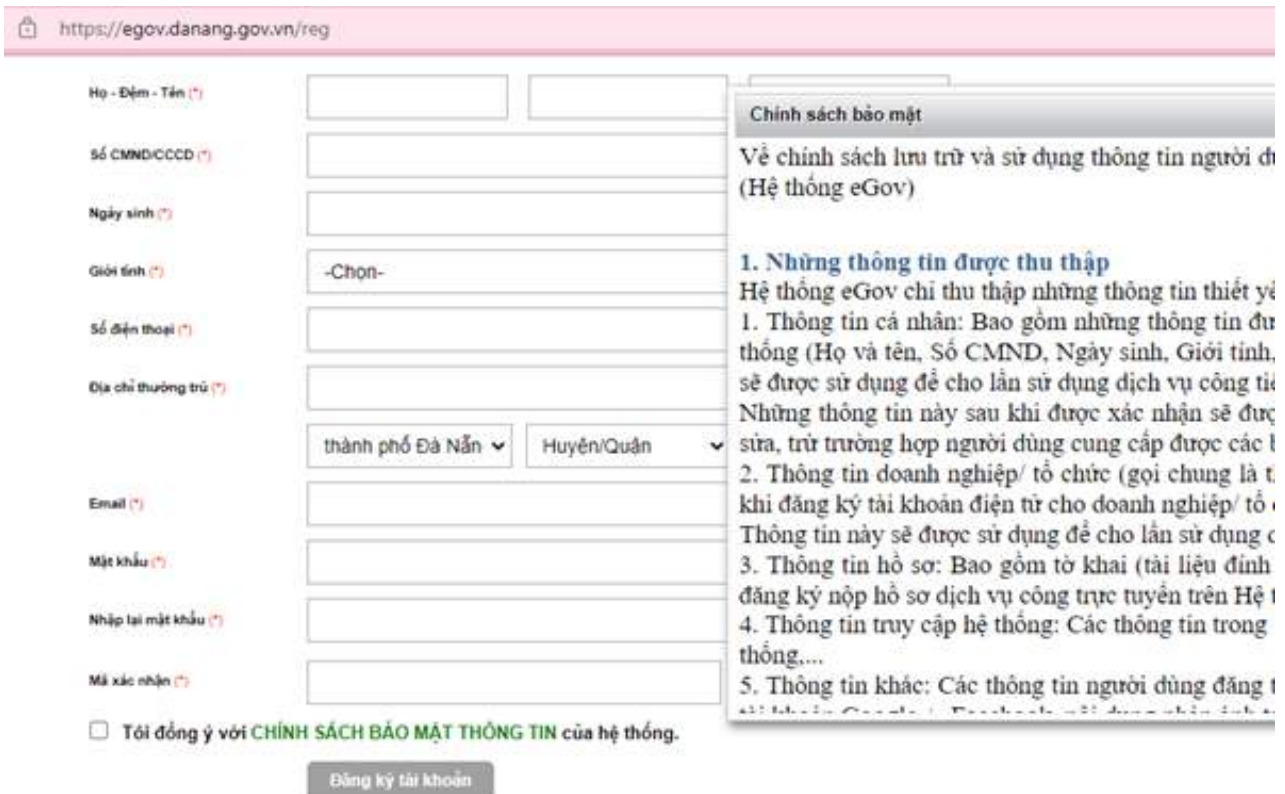 https://egov.danang.gov.vn/reg
Họ - Đệm - Tên (*)
Số CMND/CCCD (*)
Ngày sinh (*)
Giới tính (*)
-Chọn-
Số điện thoại (*)
Địa chỉ thường trú (*)
thành phố Đà Nẵn
Huyện/Quận
Email (*)
Mật khẩu (*)
Nhập lại mật khẩu (*)
Mã xác nhận (*)
Tôi đồng ý với CHÍNH SÁCH BẢO MẬT THÔNG TIN của hệ thống.
Đăng ký tài khoản
Chính sách bảo mật
Về chính sách lưu trữ và sử dụng thông tin người
(Hệ thống eGov)
1. Những thông tin được thu thập
Hệ thống eGov chỉ thu thập những thông tin thiết
1. Thông tin cá nhân: Bao gồm những thông tin
thống (Họ và tên, Số CMND, Ngày sinh, Giới tính,
sẽ được sử dụng để cho lần sử dụng dịch vụ công
Những thông tin này sau khi được xác nhận sẽ
sửa, trừ trường hợp người dùng cung cấp được các
2. Thông tin doanh nghiệp/ tổ chức (gọi chung là
khi đăng ký tài khoản điện tử cho doanh nghiệp/ tổ
Thông tin này sẽ được sử dụng để cho lần sử dụng
3. Thông tin hồ sơ: Bao gồm tờ khai (tài liệu đính
đăng ký nộp hồ sơ dịch vụ công trực tuyến trên Hệ
4. Thông tin truy cập hệ thống: Các thông tin trong
thống,...
5. Thông tin khác: Các thông tin người dùng đăng